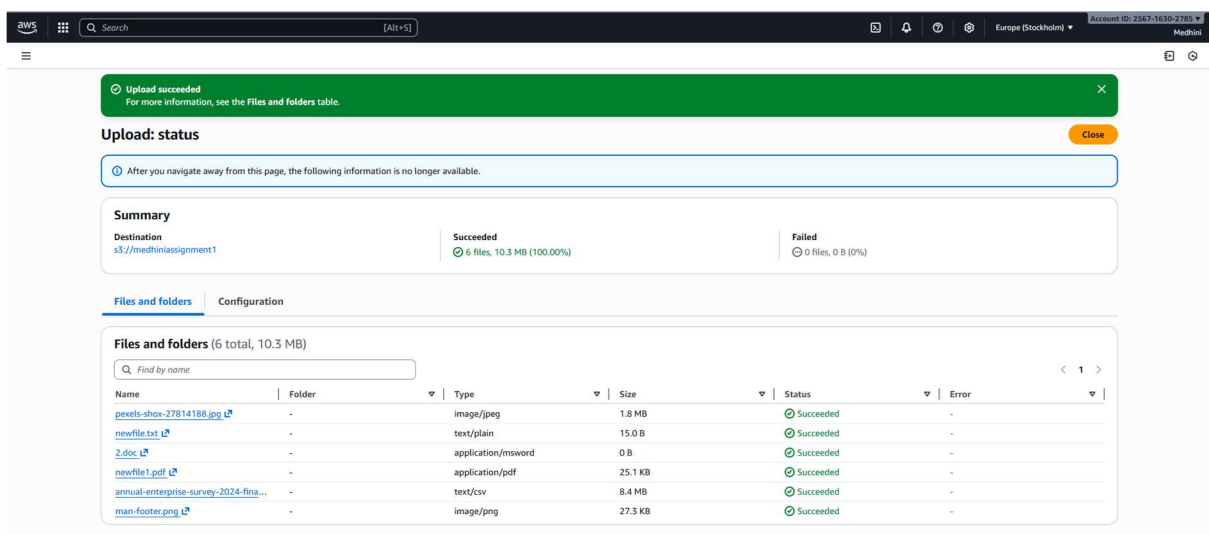 aws
Search [Alt+S]
Europe (Stockholm)
Account ID: 2567-1630-2785
Medhini
Upload succeeded
For more information, see the Files and folders table.
Upload: status
Close
After you navigate away from this page, the following information is no longer available.
Summary
Destination Succeeded Failed
s3://medhiniassignment1 6 files, 10.3 MB (100.00%) 0 files, 0 B (0%)
Files and folders Configuration
Files and folders (6 total, 10.3 MB)
Find by name
1
Name Folder Type Size Status Error
pexels-shox-27814188.jpg - image/jpeg 1.8 MB Succeeded -
newfile.txt - text/plain 15.0 B Succeeded -
2.doc - application/msword 0 B Succeeded -
newfile1.pdf - application/pdf 25.1 KB Succeeded -
annual-enterprise-survey-2024-fina... - text/csv 8.4 MB Succeeded -
man-footer.png - image/png 27.3 KB Succeeded -